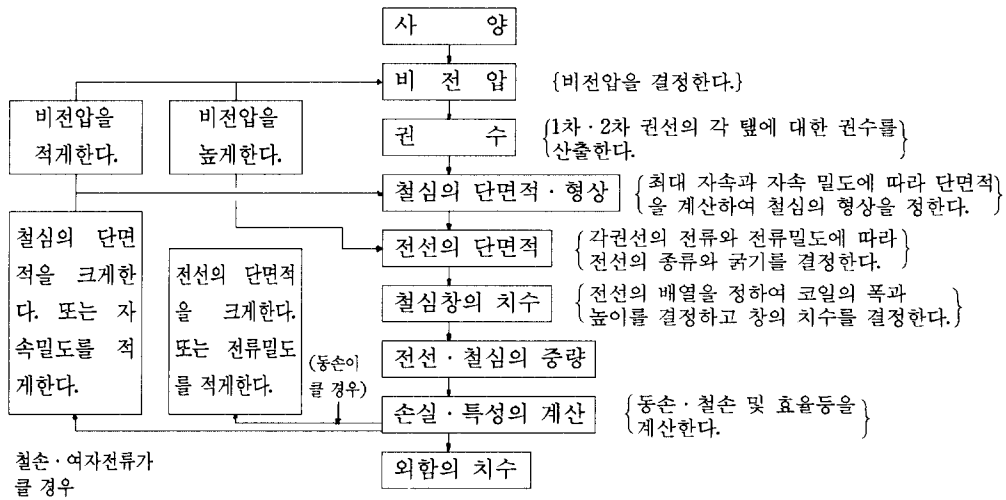 사 양
비 전 압
{비전압을 결정한다.}
비전압을
적게한다.
비전압을
높게한다.
권 수
{1차·2차 권선의 각 탶에 대한 권수를
산출한다.}
철심의 단면적·형상
{최대 자속과 자속 밀도에 따라 단면적
을 계산하여 철심의 형상을 정한다.}
철심의 단면
적을 크게한
다. 또는 자
속밀도를 적
게한다.
전선의 단면적
을 크게한다.
또는 전류밀도
를 적게한다.
전선의 단면적
{각권선의 전류와 전류밀도에 따라
전선의 종류와 굵기를 결정한다.}
철심창의 치수
{전선의 배열을 정하여 코일의 폭과
높이를 결정하고 창의 치수를 결정한다.}
전선·철심의 중량
(동손이
클 경우)
손실·특성의 계산
{동손·철손 및 효율등을
계산한다.}
철손·여자전류가
클 경우
외함의 치수